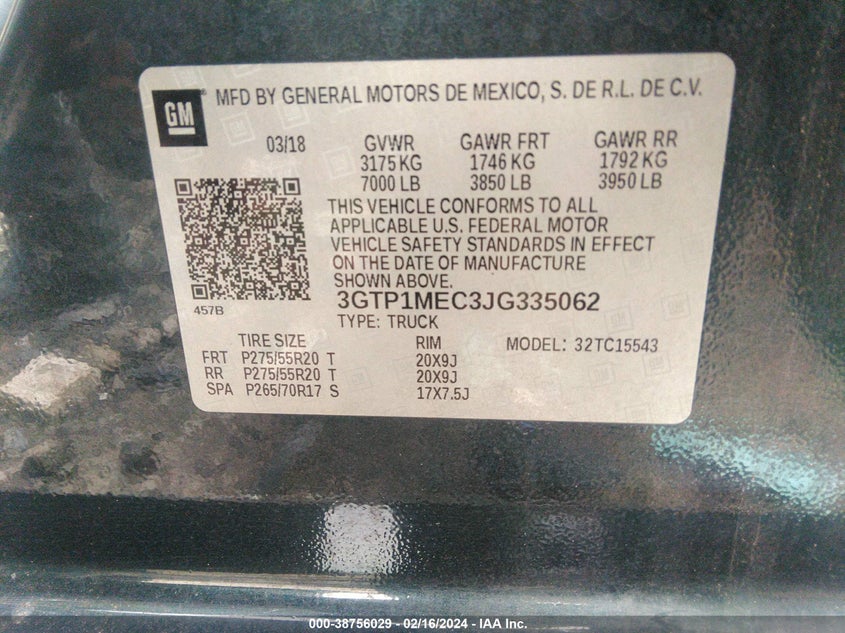 GM
® MFD BY GENERAL MOTORS DE MEXICO, S. DE R.L. DE C.V.
03/18 GVWR GAWR FRT GAWR RR
3175 KG 1746 KG 1792 KG
7000 LB 3850 LB 3950 LB
THIS VEHICLE CONFORMS TO ALL
APPLICABLE U.S. FEDERAL MOTOR
VEHICLE SAFETY STANDARDS IN EFFECT
ON THE DATE OF MANUFACTURE
SHOWN ABOVE.
457B
3GTP1MEC3JG335062
TYPE: TRUCK
TIRE SIZE RIM MODEL: 32TC15543
FRT P275/55R20 T 20X9J
RR P275/55R20 T 20X9J
SPA P265/70R17 S 17X7.5J
000-38756029 - 02/16/2024 - © IAA Inc.